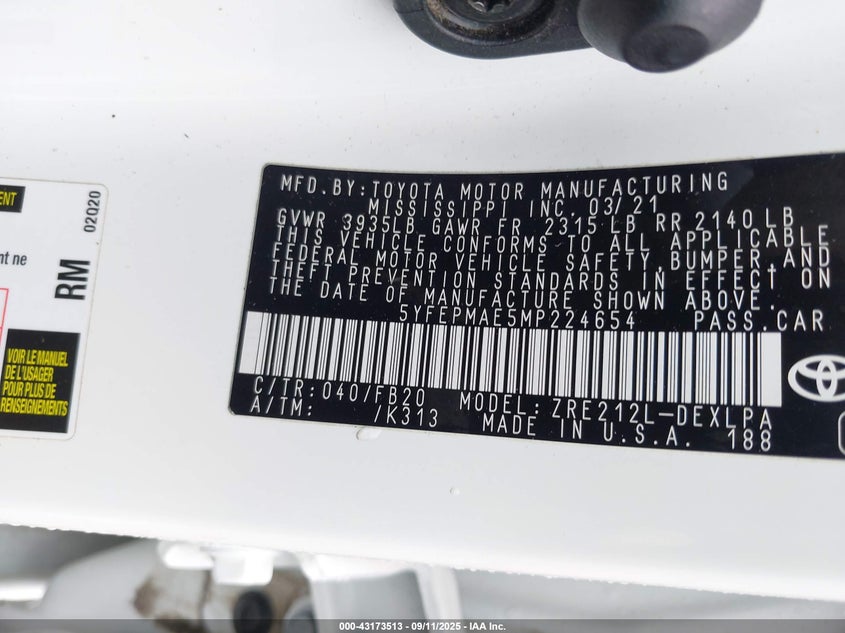 MFD.BY:TOYOTA MOTOR MANUFACTURING
MISSISSIPPI INC. 03/21
GVWR 3935LB GAWR FR 2315 LB RR 2140 LB
THIS VEHICLE CONFORMS TO ALL APPLICABLE
FEDERAL MOTOR VEHICLE SAFETY,BUMPER,AND
THEFT PREVENTION STANDARDS IN EFFECT ON
THE DATE OF MANUFACTURE SHOWN ABOVE.
5YFEPMAE5MP224654 PASS.CAR
C/TR:040/FB20 MODEL:ZRE212L-DEXLPA
A/TM: /K313 MADE IN U.S.A. 188
ENT
nt ne
RM
02Q20
VOIR LE MANUEL
DE L'USAGER
POUR PLUS DE
RENSEIGNEMENTS
000-43173513 - 09/11/2025 - IAA Inc.